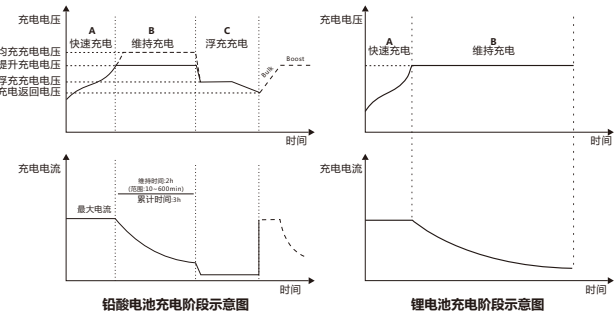 充电电压
A
快速充电
B
维持充电
C
浮充充电
均充充电电压
提升充电电压
浮充充电电压
充电返回电压
Bulk
Boost
时间
充电电流
维持时间:2h
(范围:10~600min)
累计时间:3h
最大电流
时间
铅酸电池充电阶段示意图
充电电压
A
快速充电
B
维持充电
时间
充电电流
时间
锂电池充电阶段示意图